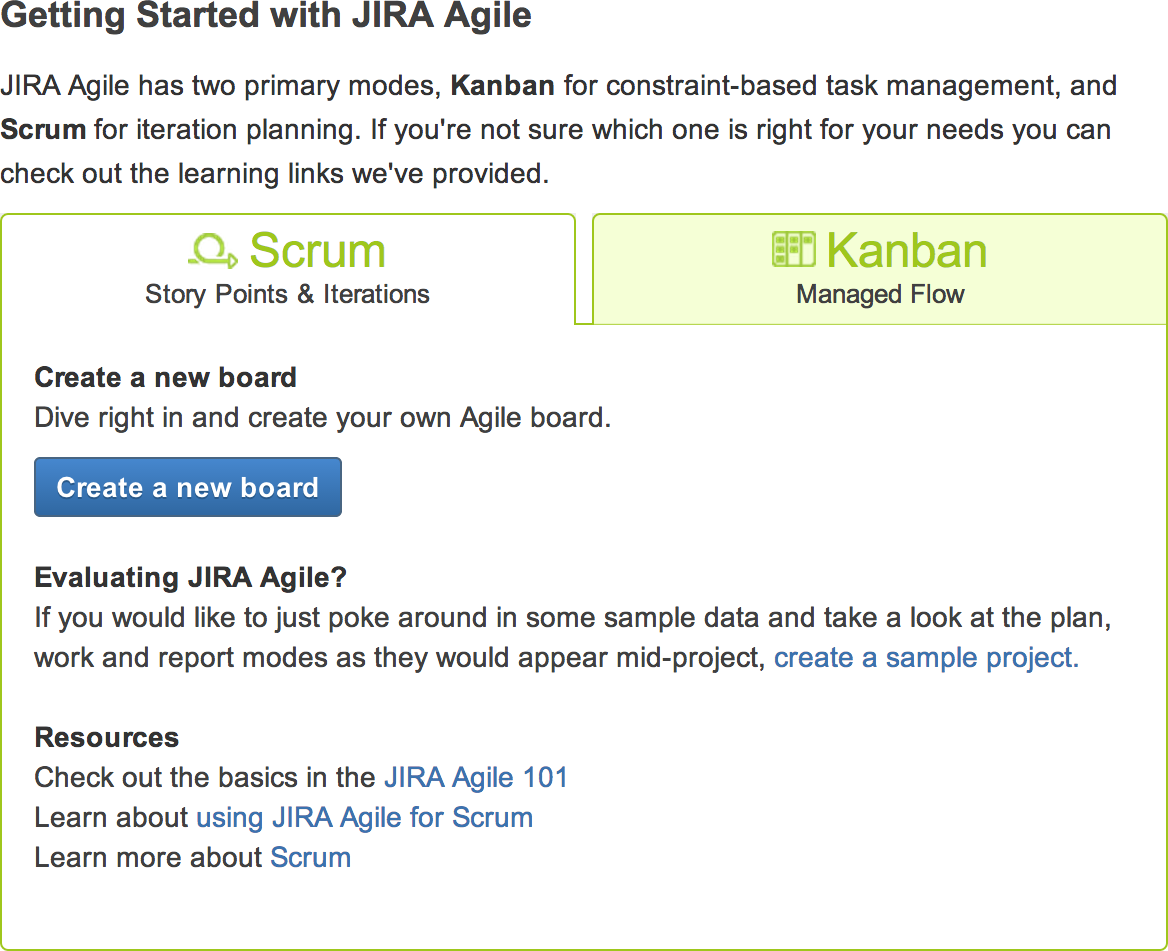 Getting Started with JIRA Agile
JIRA Agile has two primary modes, Kanban for constraint-based task management, and
Scrum for iteration planning. If you're not sure which one is right for your needs you can
check out the learning links we've provided.
Scrum
Story Points & Iterations
Kanban
Managed Flow
Create a new board
Dive right in and create your own Agile board.
Create a new board
Evaluating JIRA Agile?
If you would like to just poke around in some sample data and take a look at the plan,
work and report modes as they would appear mid-project, create a sample project.
Resources
Check out the basics in the JIRA Agile 101
Learn about using JIRA Agile for Scrum
Learn more about Scrum